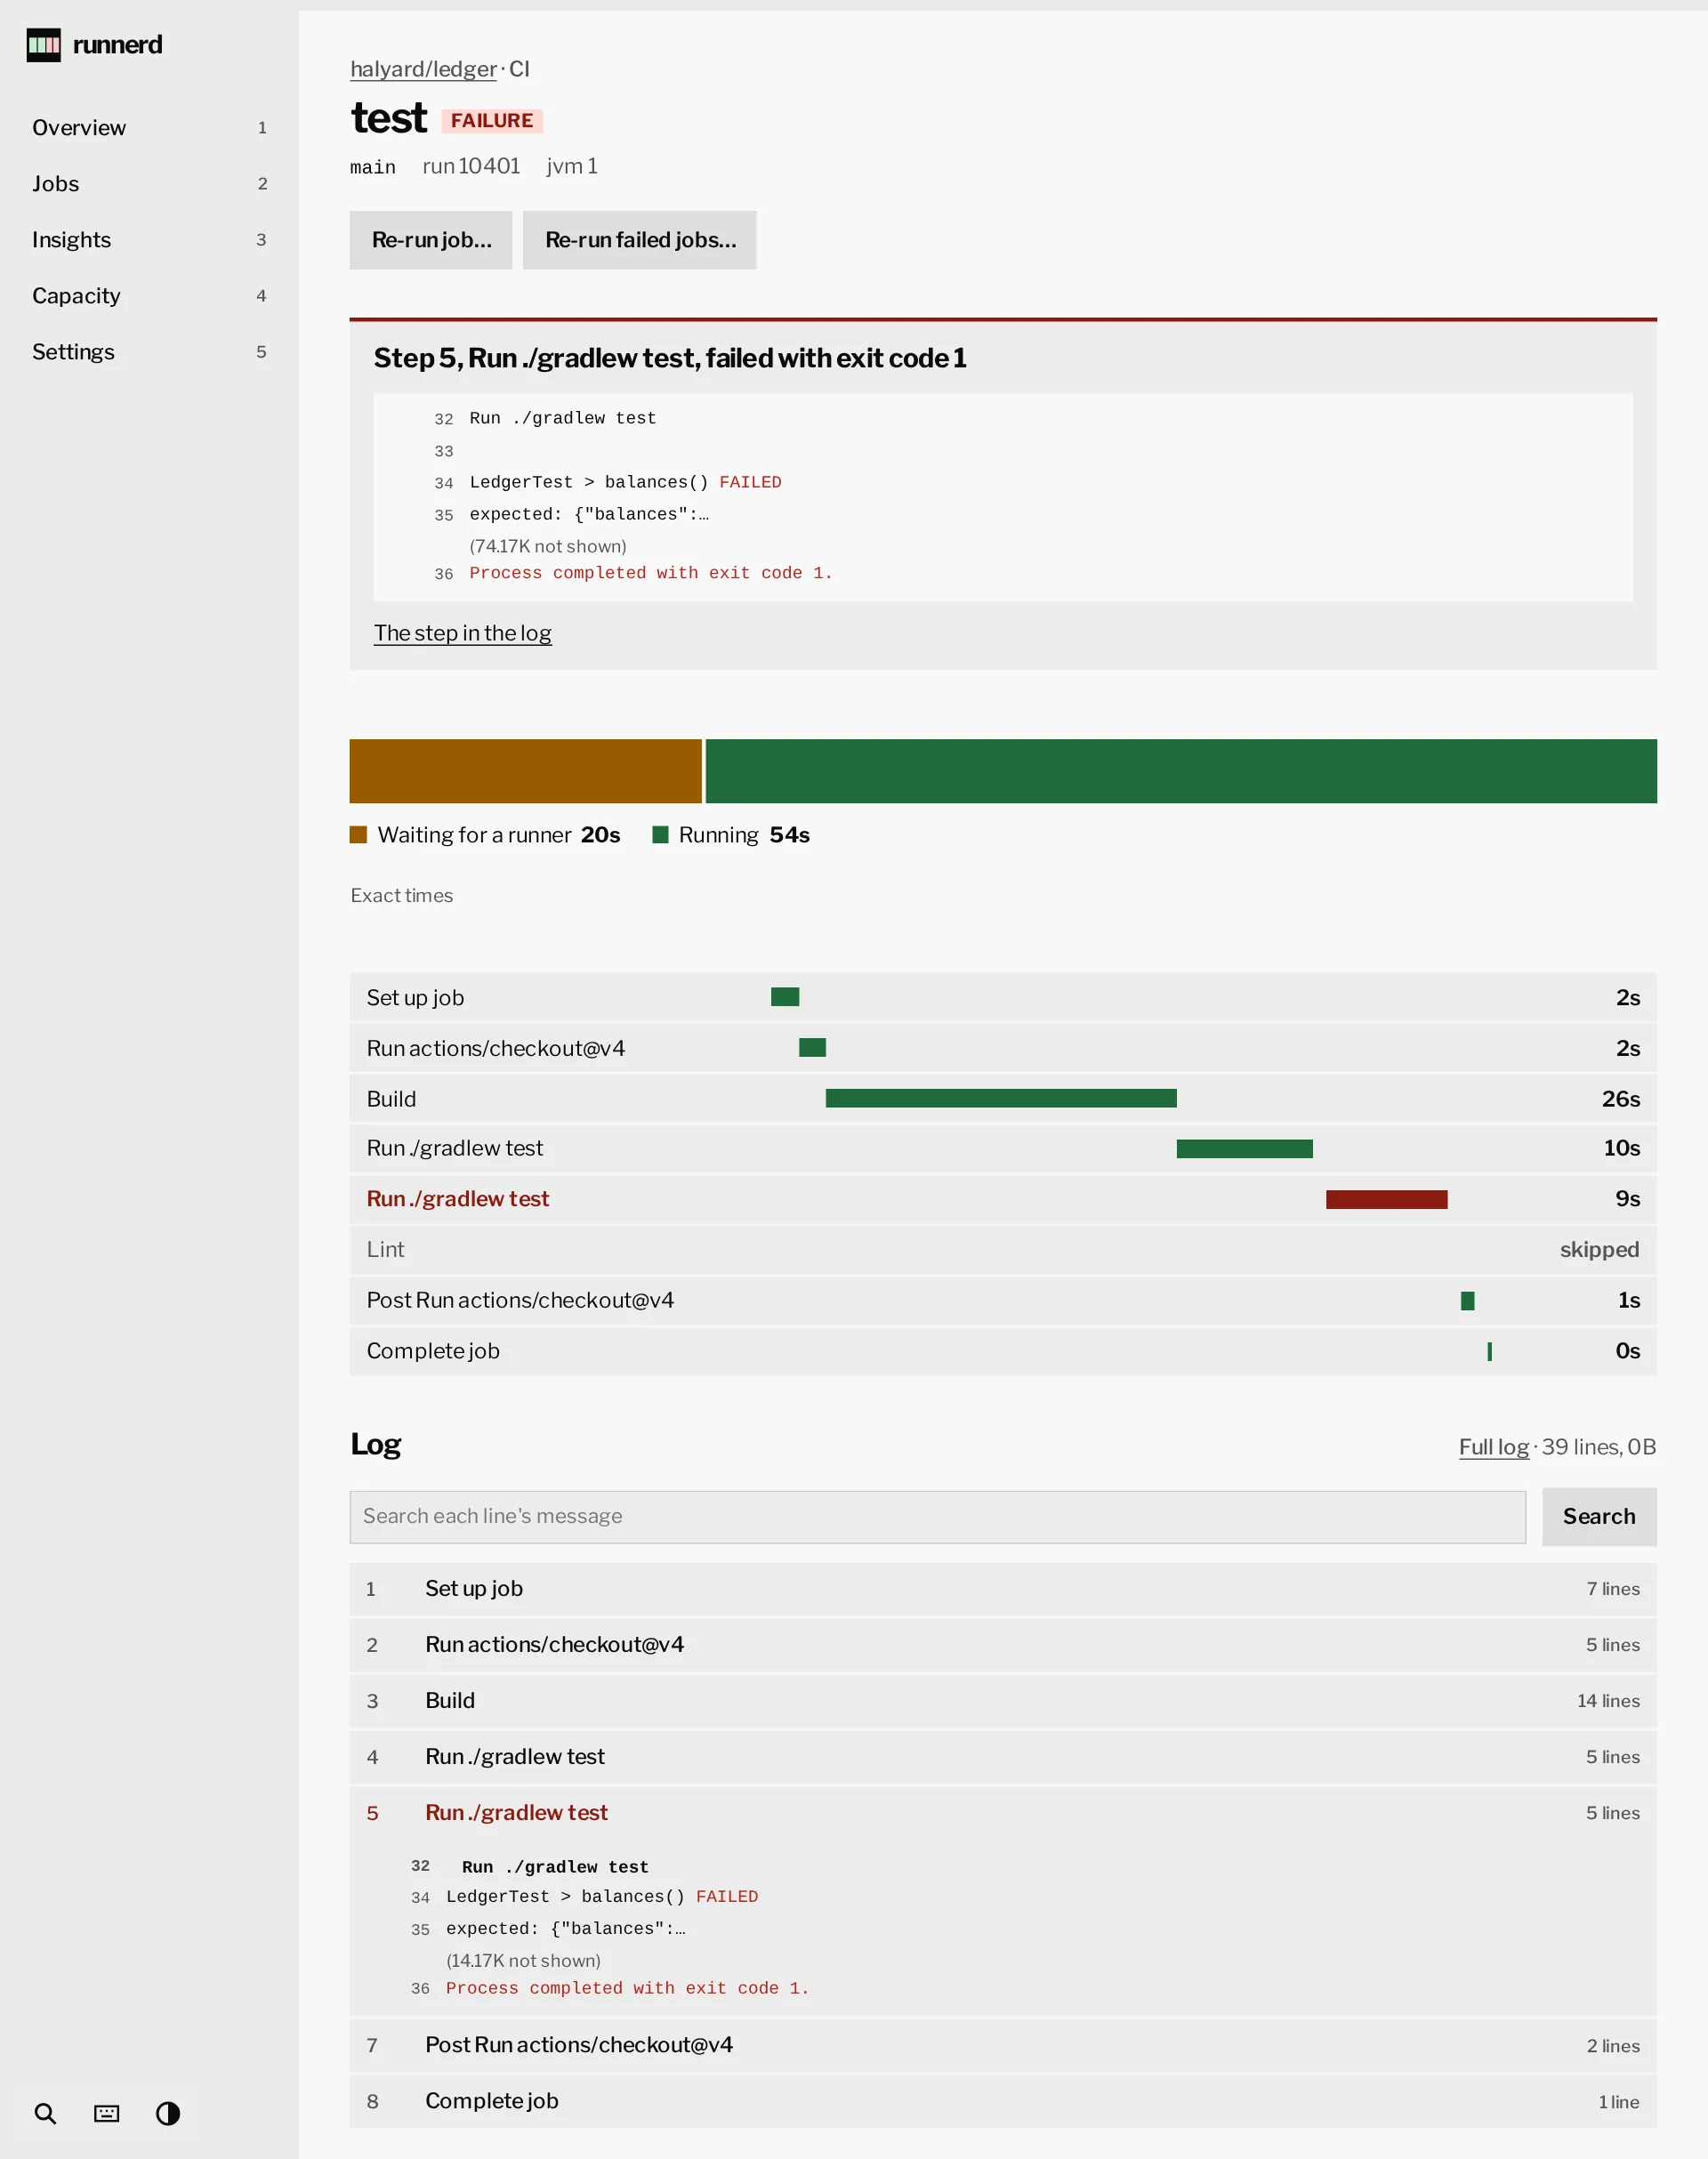 runnerd
Overview 1
Jobs 2
Insights 3
Capacity 4
Settings 5
halyard/ledger · CI
test FAILURE
main run 10401 jvm 1
Re-run job… Re-run failed jobs…
Step 5, Run ./gradlew test, failed with exit code 1
32 Run ./gradlew test
33
34 LedgerTest > balances() FAILED
35 expected: {"balances":…
(74.17K not shown)
36 Process completed with exit code 1.
The step in the log
Waiting for a runner 20s Running 54s
Exact times
Set up job 2s
Run actions/checkout@v4 2s
Build 26s
Run ./gradlew test 10s
Run ./gradlew test 9s
Lint skipped
Post Run actions/checkout@v4 1s
Complete job 0s
Log Full log · 39 lines, 0B
Search each line's message Search
1 Set up job 7 lines
2 Run actions/checkout@v4 5 lines
3 Build 14 lines
4 Run ./gradlew test 5 lines
5 Run ./gradlew test 5 lines
32 Run ./gradlew test
34 LedgerTest > balances() FAILED
35 expected: {"balances":…
(14.17K not shown)
36 Process completed with exit code 1.
7 Post Run actions/checkout@v4 2 lines
8 Complete job 1 line